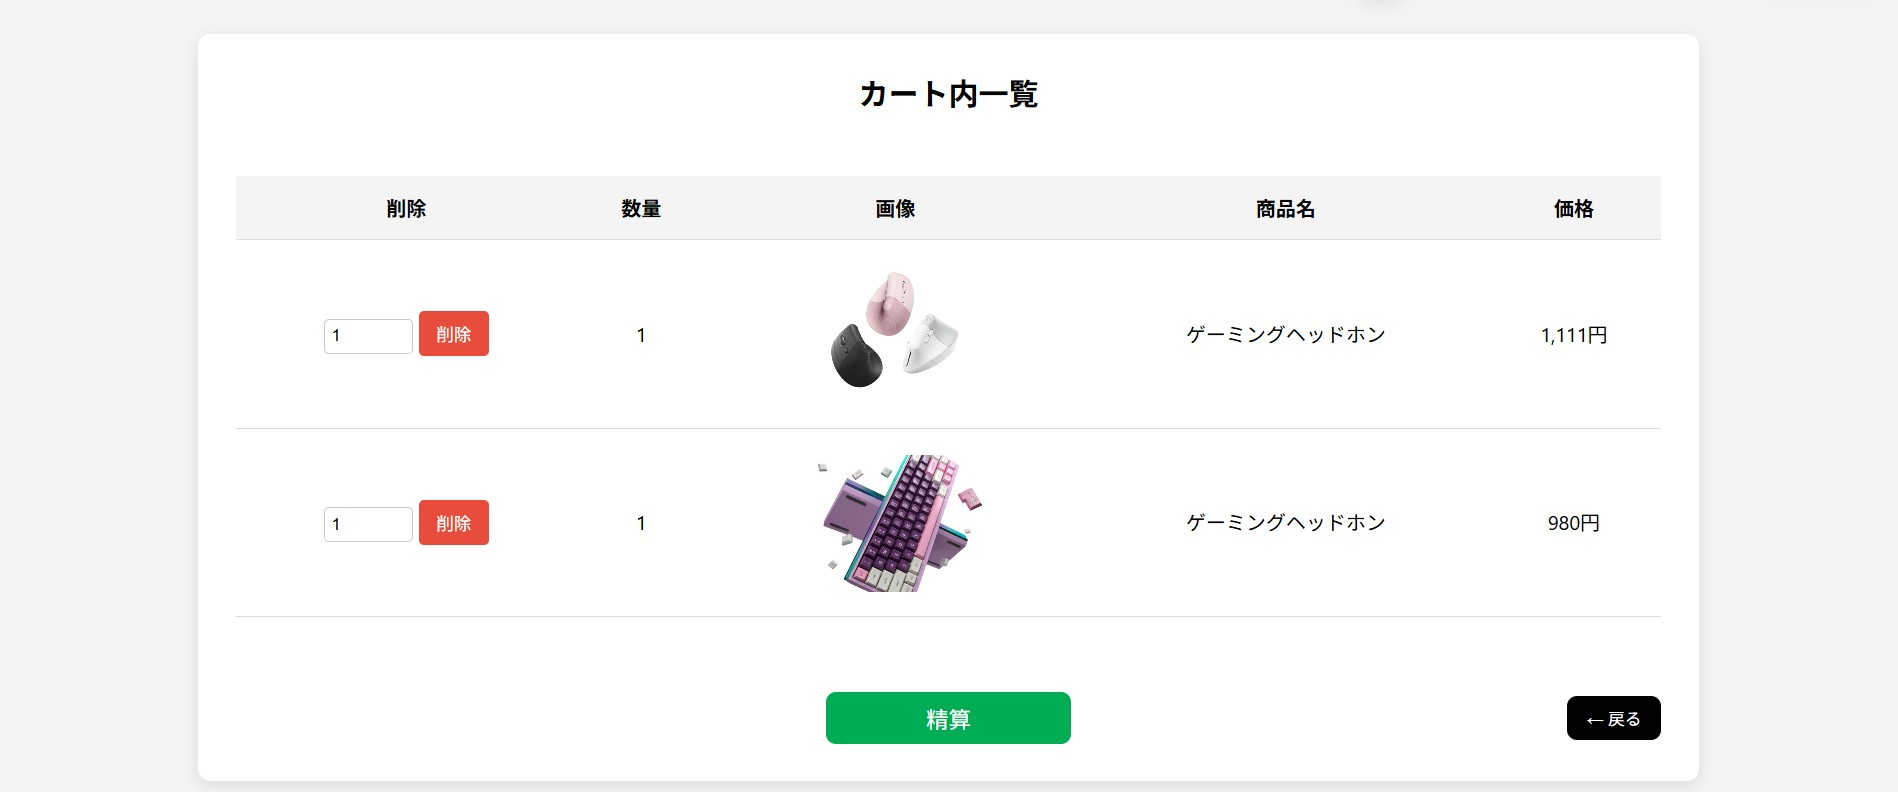 カート内一覧
削除 数量 画像 商品名 価格
1 削除 1 ゲーミングヘッドホン 1,111円
1 削除 1 ゲーミングヘッドホン 980円
精算 ←戻る